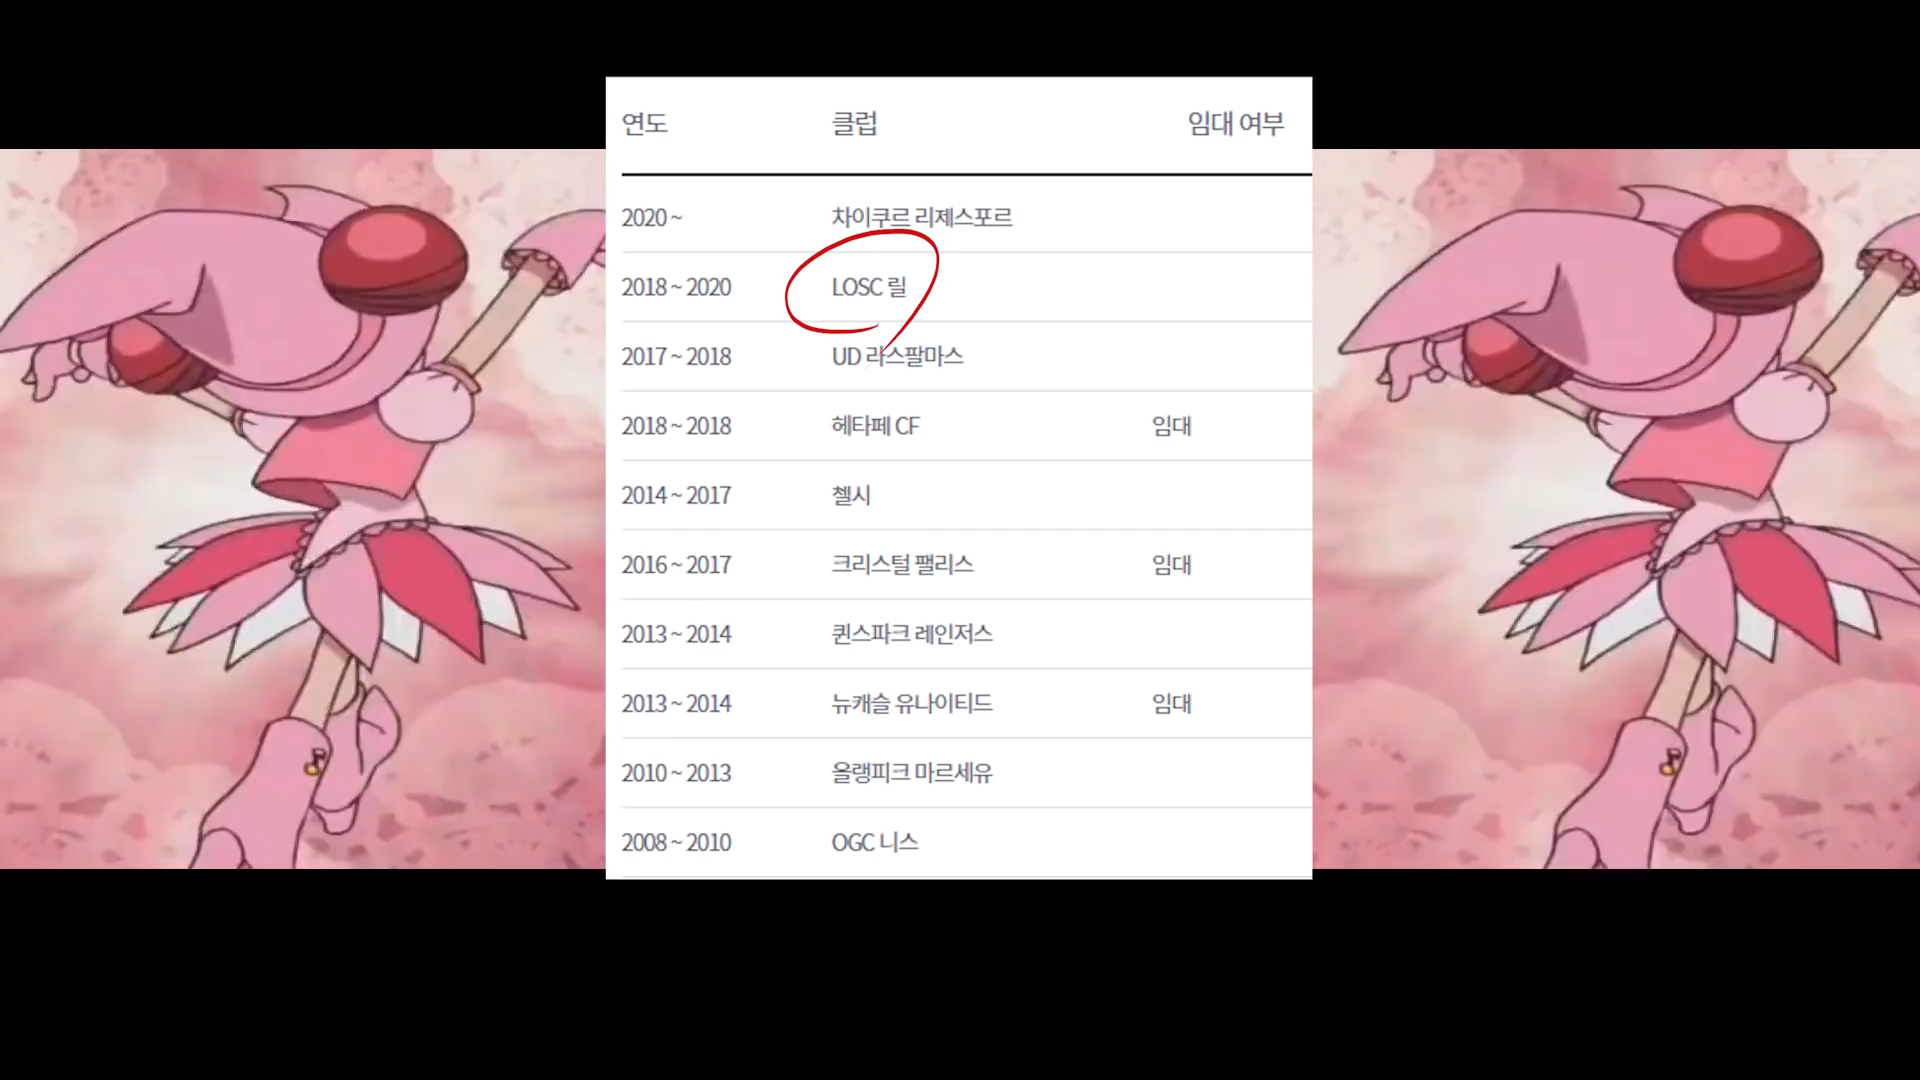 연도 클럽 임대 여부
2020 ~ 차이쿠르 리제스포르
2018 ~ 2020 LOSC 릴
2017 ~ 2018 UD 라스팔마스
2018 ~ 2018 헤타페 CF 임대
2014 ~ 2017 첼시
2016 ~ 2017 크리스털 팰리스 임대
2013 ~ 2014 퀸스파크 레인저스
2013 ~ 2014 뉴캐슬 유나이티드 임대
2010 ~ 2013 올랭피크 마르세유
2008 ~ 2010 OGC 니스